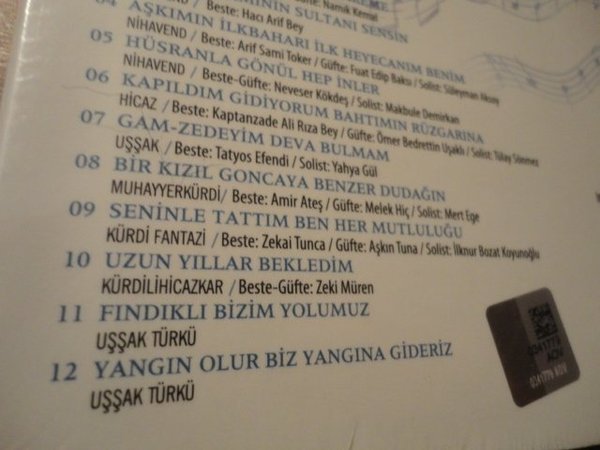 Güfte: Namık Kemal
SULTANI SENSİN
04
Beste: Hacı Arif Bey
AŞKIMIN İLKBAHARI İLK HEYECANIM BENİM
NİHAVEND / Beste: Arif Sami Toker / Güfte: Fuat Edip Baksı / Solist: Süleyman Aksoy
05 HÜSRANLA GÖNÜL HEP İNLER
NİHAVEND / Beste-Güfte: Neveser Kökdeş / Solist: Makbule Demirkan
06 KAPILDIM GİDİYORUM BAHTIMIN RÜZGARINA
HİCAZ / Beste: Kaptanzade Ali Rıza Bey / Güfte: Ömer Bedrettin Uşaklı / Solist: Tülay Sönmez
07 GAM-ZEDEYİM DEVA BULMAM
UŞŞAK / Beste: Tatyos Efendi / Solist: Yahya Gül
08 BİR KIZIL GONCAYA BENZER DUDAĞIN
MUHAYYERKÜRDİ / Beste: Amir Ateş / Güfte: Melek Hiç / Solist: Mert Ege
09 SENİNLE TATTIM BEN HER MUTLULUĞU
KÜRDİ FANTAZİ / Beste: Zekai Tunca / Güfte: Aşkın Tuna / Solist: İlknur Bozat Koyunoğlu
10 UZUN YILLAR BEKLEDİM
KÜRDİLİHİCAZKAR / Beste-Güfte: Zeki Müren
11 FINDIKLI BİZİM YOLUMUZ
UŞŞAK TÜRKÜ
12 YANGIN OLUR BİZ YANGINA GİDERİZ
UŞŞAK TÜRKÜ
0341779
ADV
0341779 ADV